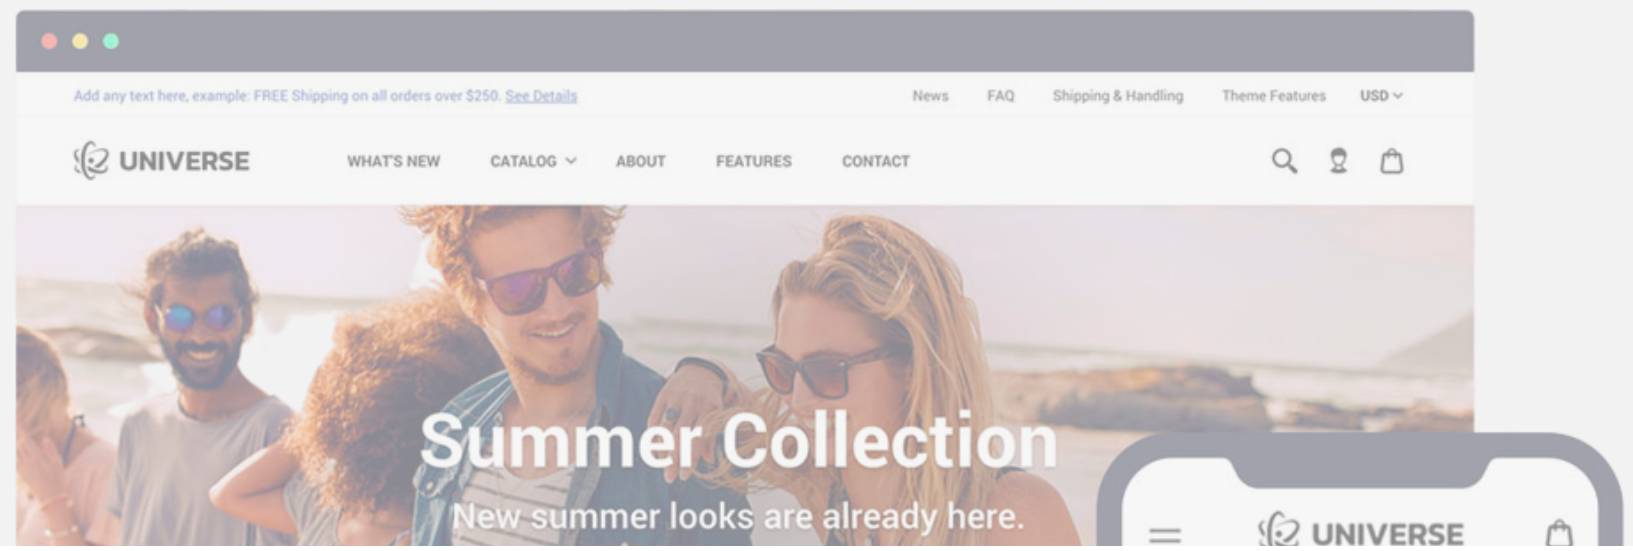 Add any text here, example: FREE Shipping on all orders over $250. See Details
News FAQ Shipping & Handling Theme Features USD
UNIVERSE WHAT'S NEW CATALOG ABOUT FEATURES CONTACT
Summer Collection
New summer looks are already here.
UNIVERSE